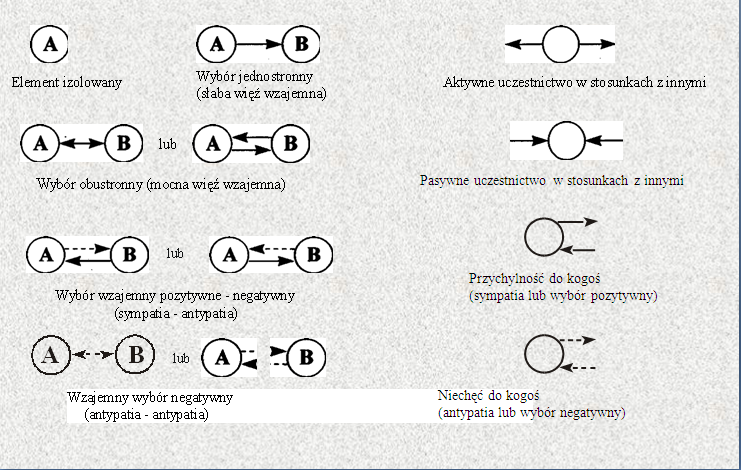 A
A B
Element izolowany
Wybór jednostronny
(słaba więź wzajemna)
Aktywne uczestnictwo w stosunkach z innymi
A B lub A B
Wybór obustronny (mocna więź wzajemna)
Pasywne uczestnictwo w stosunkach z innymi
A B lub A B
Wybór wzajemny pozytywne - negatywny
(sympatia - antypatia)
Przychylność do kogoś
(sympatia lub wybór pozytywny)
A B lub A B
Wzajemny wybór negatywny
(antypatia - antypatia)
Niechęć do kogoś
(antypatia lub wybór negatywny)